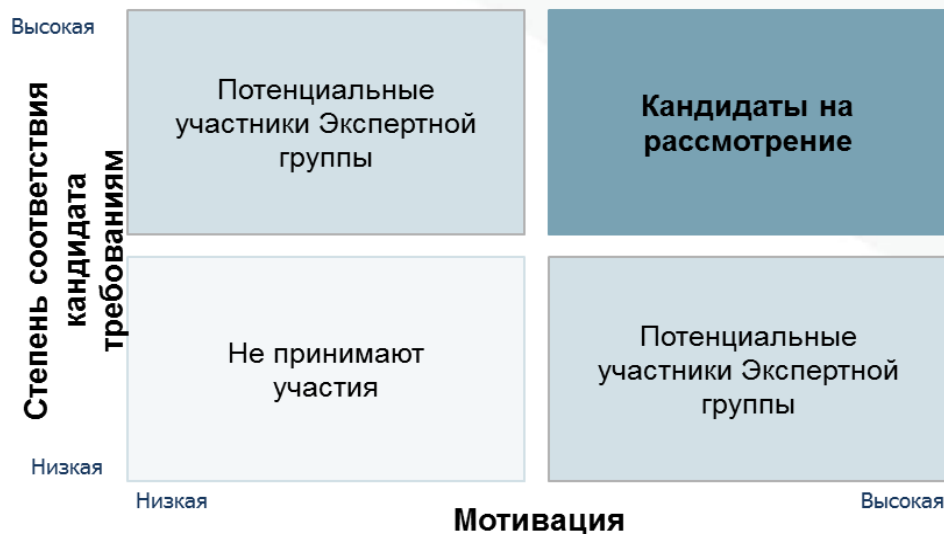 Высокая
Степень соответствия
кандидата
требованиям
Потенциальные
участники Экспертной
группы
Кандидаты на
рассмотрение
Не принимают
участия
Потенциальные
участники Экспертной
группы
Низкая
Низкая
Мотивация
Высокая